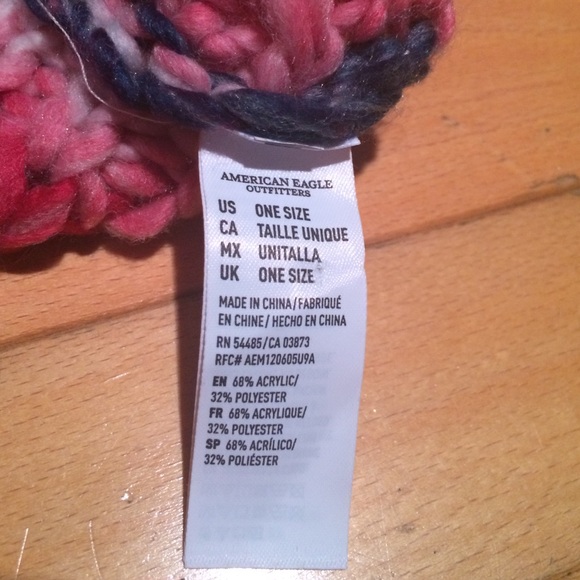 AMERICAN EAGLE
OUTFITTERS
US ONE SIZE
CA TAILLE UNIQUE
MX UNITALLA
UK ONE SIZE
MADE IN CHINA/FABRIQUÉ
EN CHINE/HECHO EN CHINA
RN 54485/CA 03873
RFC# AEM120605U9A
EN 68% ACRYLIC/
32% POLYESTER
FR 68% ACRYLIQUE/
32% POLYESTER
SP 68% ACRÍLICO/
32% POLIÉSTER